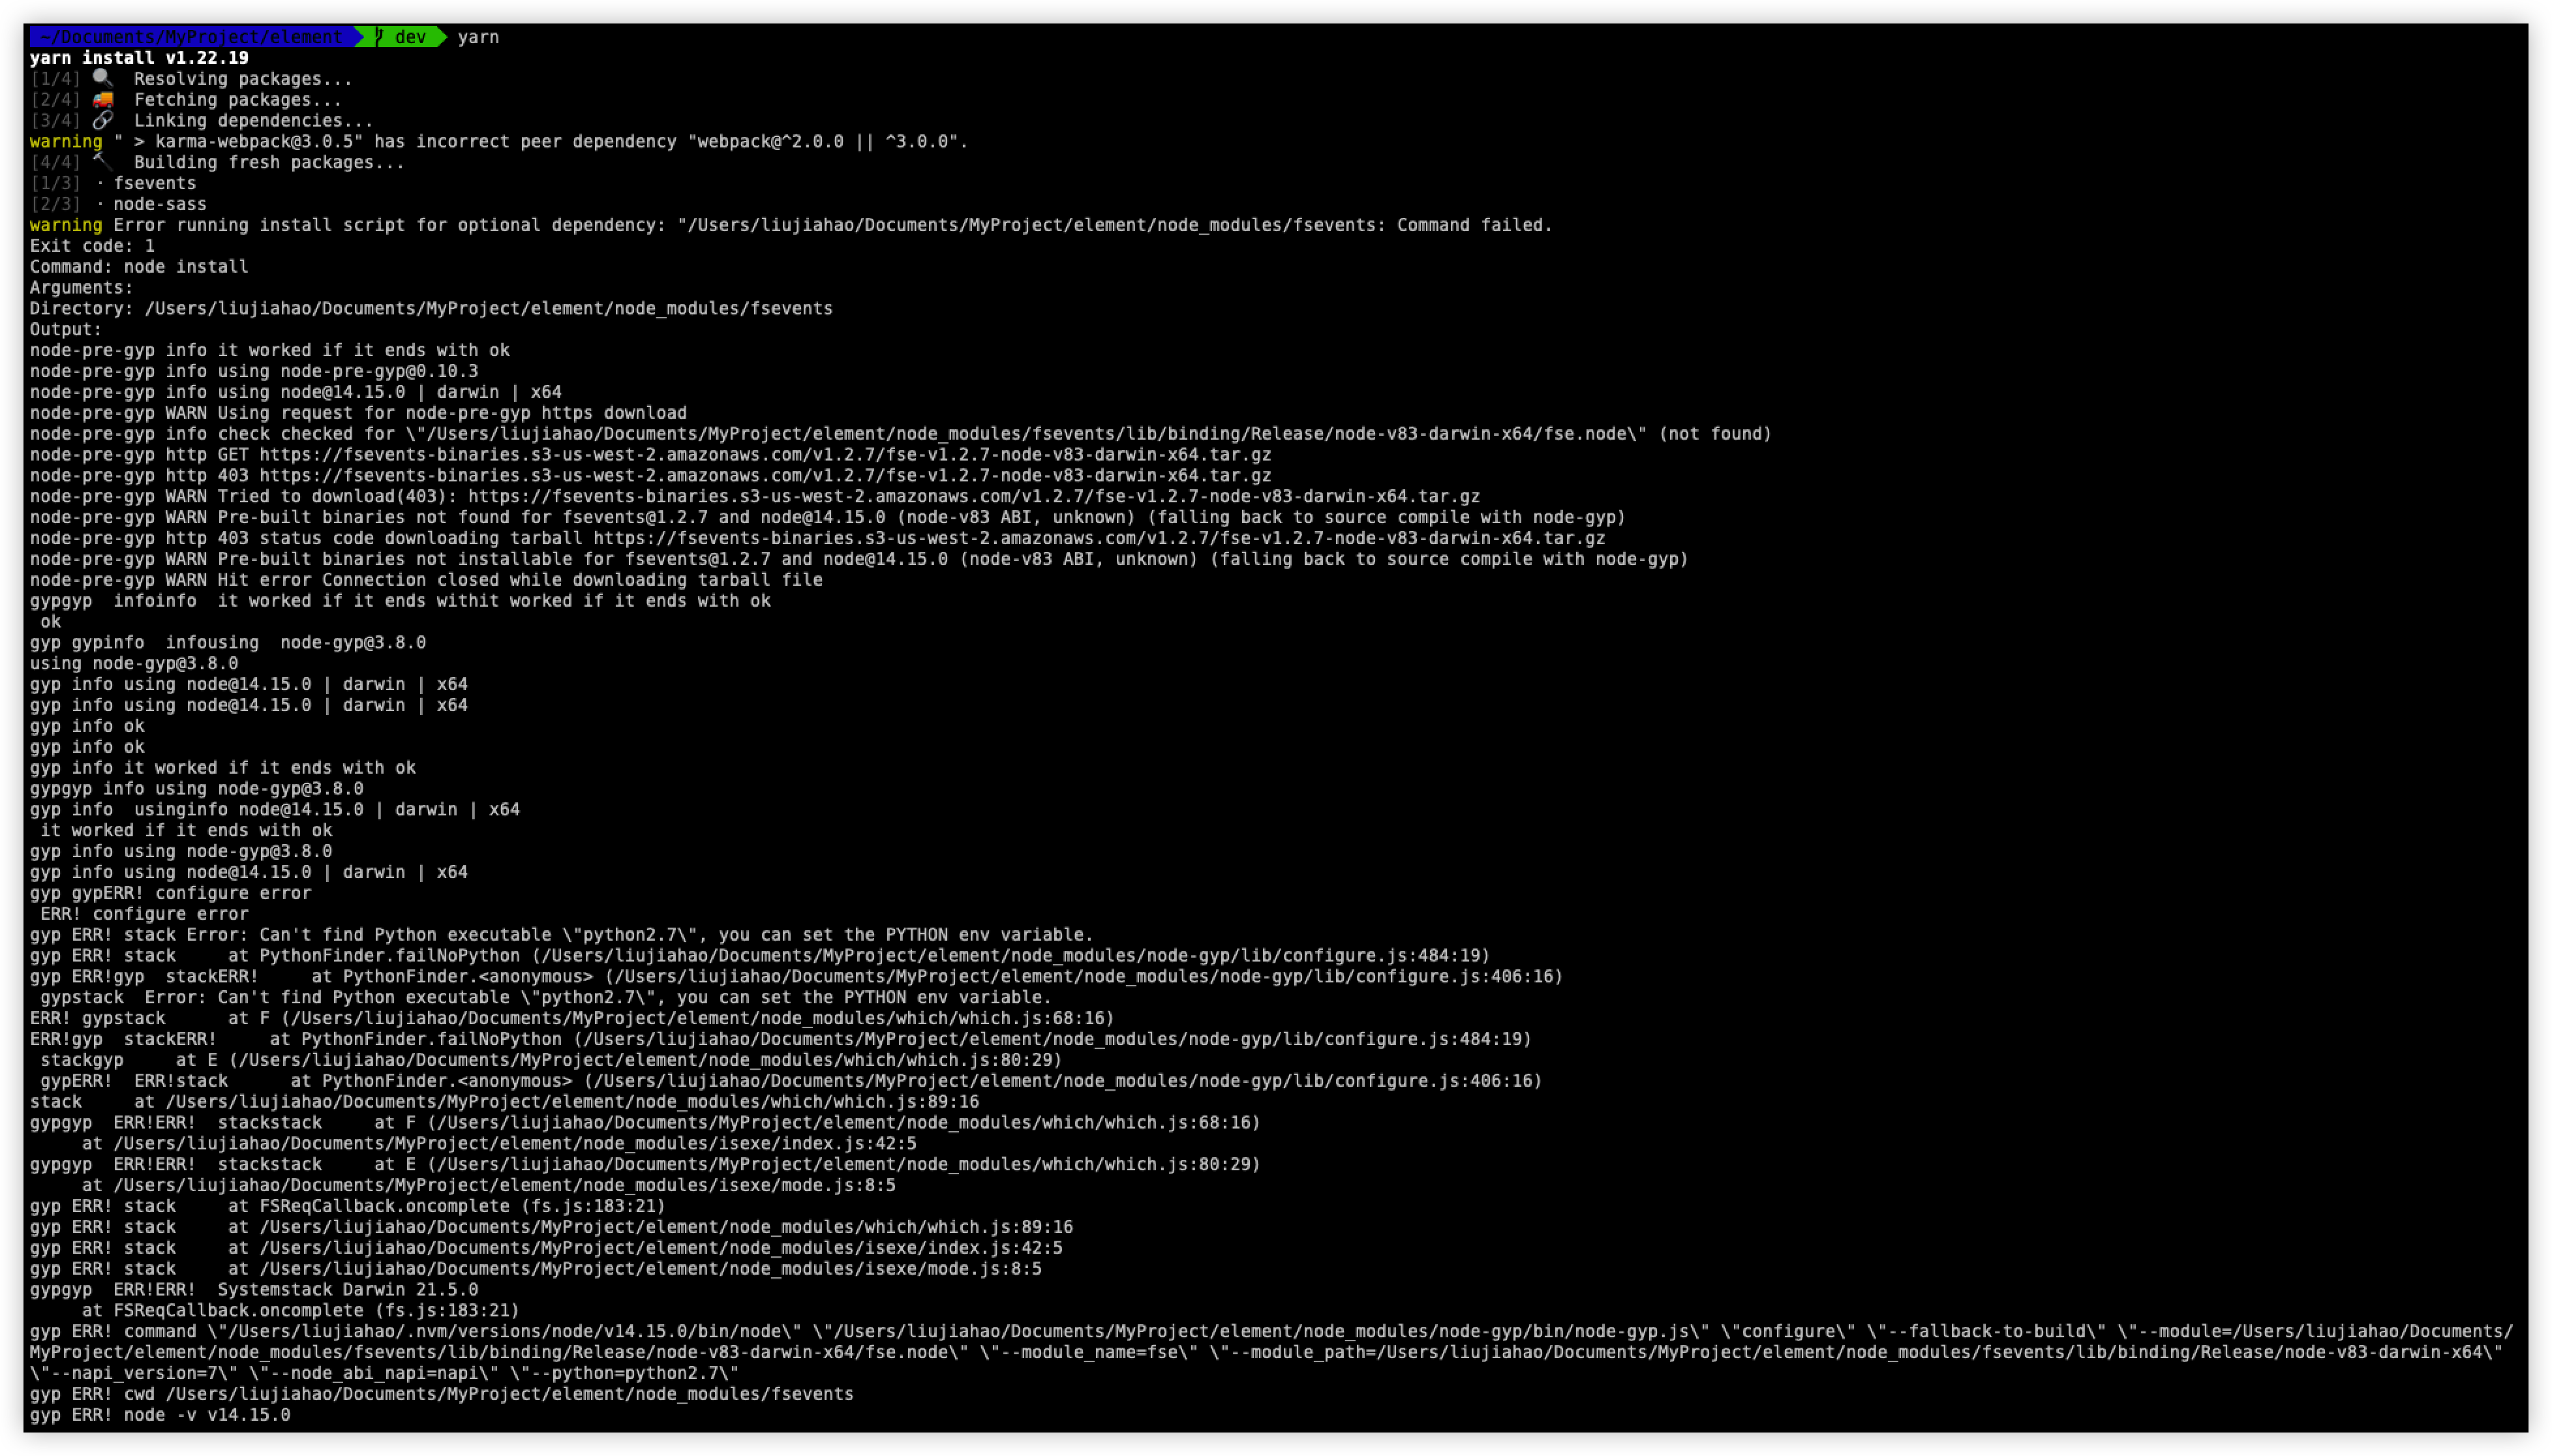 ~/Documents/MyProject/element dev yarn
yarn install v1.22.19
[1/4] 🔍 Resolving packages...
[2/4] 🚚 Fetching packages...
[3/4] 🔗 Linking dependencies...
warning " > karma-webpack@3.0.5" has incorrect peer dependency "webpack@^2.0.0 || ^3.0.0".
[4/4] 🔨 Building fresh packages...
[1/3] · fsevents
[2/3] · node-sass
warning Error running install script for optional dependency: "/Users/liujiahao/Documents/MyProject/element/node_modules/fsevents: Command failed.
Exit code: 1
Command: node install
Arguments:
Directory: /Users/liujiahao/Documents/MyProject/element/node_modules/fsevents
Output:
node-pre-gyp info it worked if it ends with ok
node-pre-gyp info using node-pre-gyp@0.10.3
node-pre-gyp info using node@14.15.0 | darwin | x64
node-pre-gyp WARN Using request for node-pre-gyp https download
node-pre-gyp info check checked for \"/Users/liujiahao/Documents/MyProject/element/node_modules/fsevents/lib/binding/Release/node-v83-darwin-x64/fse.node\" (not found)
node-pre-gyp http GET https://fsevents-binaries.s3-us-west-2.amazonaws.com/v1.2.7/fse-v1.2.7-node-v83-darwin-x64.tar.gz
node-pre-gyp http 403 https://fsevents-binaries.s3-us-west-2.amazonaws.com/v1.2.7/fse-v1.2.7-node-v83-darwin-x64.tar.gz
node-pre-gyp WARN Tried to download(403): https://fsevents-binaries.s3-us-west-2.amazonaws.com/v1.2.7/fse-v1.2.7-node-v83-darwin-x64.tar.gz
node-pre-gyp WARN Pre-built binaries not found for fsevents@1.2.7 and node@14.15.0 (node-v83 ABI, unknown) (falling back to source compile with node-gyp)
node-pre-gyp http 403 status code downloading tarball https://fsevents-binaries.s3-us-west-2.amazonaws.com/v1.2.7/fse-v1.2.7-node-v83-darwin-x64.tar.gz
node-pre-gyp WARN Pre-built binaries not installable for fsevents@1.2.7 and node@14.15.0 (node-v83 ABI, unknown) (falling back to source compile with node-gyp)
node-pre-gyp WARN Hit error Connection closed while downloading tarball file
gypgyp  infoinfo  it worked if it ends withit worked if it ends with ok
 ok
gyp gypinfo  infousing  node-gyp@3.8.0
using node-gyp@3.8.0
gyp info using node@14.15.0 | darwin | x64
gyp info using node@14.15.0 | darwin | x64
gyp info ok
gyp info ok
gyp info it worked if it ends with ok
gypgyp info using node-gyp@3.8.0
gyp info  usinginfo node@14.15.0 | darwin | x64
 it worked if it ends with ok
gyp info using node-gyp@3.8.0
gyp info using node@14.15.0 | darwin | x64
gyp gypERR! configure error
 ERR! configure error
gyp ERR! stack Error: Can't find Python executable \"python2.7\", you can set the PYTHON env variable.
gyp ERR! stack     at PythonFinder.failNoPython (/Users/liujiahao/Documents/MyProject/element/node_modules/node-gyp/lib/configure.js:484:19)
gyp ERR!gyp  stackERR!     at PythonFinder.<anonymous> (/Users/liujiahao/Documents/MyProject/element/node_modules/node-gyp/lib/configure.js:406:16)
 gypstack  Error: Can't find Python executable \"python2.7\", you can set the PYTHON env variable.
ERR! gypstack      at F (/Users/liujiahao/Documents/MyProject/element/node_modules/which/which.js:68:16)
ERR!gyp  stackERR!     at PythonFinder.failNoPython (/Users/liujiahao/Documents/MyProject/element/node_modules/node-gyp/lib/configure.js:484:19)
 stackgyp     at E (/Users/liujiahao/Documents/MyProject/element/node_modules/which/which.js:80:29)
 gypERR!  ERR!stack      at PythonFinder.<anonymous> (/Users/liujiahao/Documents/MyProject/element/node_modules/node-gyp/lib/configure.js:406:16)
stack     at /Users/liujiahao/Documents/MyProject/element/node_modules/which/which.js:89:16
gypgyp  ERR!ERR!  stackstack     at F (/Users/liujiahao/Documents/MyProject/element/node_modules/which/which.js:68:16)
     at /Users/liujiahao/Documents/MyProject/element/node_modules/isexe/index.js:42:5
gypgyp  ERR!ERR!  stackstack     at E (/Users/liujiahao/Documents/MyProject/element/node_modules/which/which.js:80:29)
     at /Users/liujiahao/Documents/MyProject/element/node_modules/isexe/mode.js:8:5
gyp ERR! stack     at FSReqCallback.oncomplete (fs.js:183:21)
gyp ERR! stack     at /Users/liujiahao/Documents/MyProject/element/node_modules/which/which.js:89:16
gyp ERR! stack     at /Users/liujiahao/Documents/MyProject/element/node_modules/isexe/index.js:42:5
gyp ERR! stack     at /Users/liujiahao/Documents/MyProject/element/node_modules/isexe/mode.js:8:5
gypgyp  ERR!ERR!  Systemstack Darwin 21.5.0
     at FSReqCallback.oncomplete (fs.js:183:21)
gyp ERR! command \"/Users/liujiahao/.nvm/versions/node/v14.15.0/bin/node\" \"/Users/liujiahao/Documents/MyProject/element/node_modules/node-gyp/bin/node-gyp.js\" \"configure\" \"--fallback-to-build\" \"--module=/Users/liujiahao/Documents/
MyProject/element/node_modules/fsevents/lib/binding/Release/node-v83-darwin-x64/fse.node\" \"--module_name=fse\" \"--module_path=/Users/liujiahao/Documents/MyProject/element/node_modules/fsevents/lib/binding/Release/node-v83-darwin-x64\"
\"--napi_version=7\" \"--node_abi_napi=napi\" \"--python=python2.7\"
gyp ERR! cwd /Users/liujiahao/Documents/MyProject/element/node_modules/fsevents
gyp ERR! node -v v14.15.0